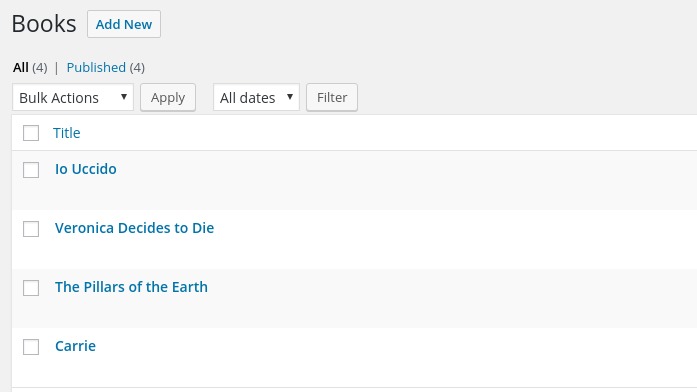 Books Add New
All (4) | Published (4)
Bulk Actions Apply All dates Filter
Title
Io Uccido
Veronica Decides to Die
The Pillars of the Earth
Carrie